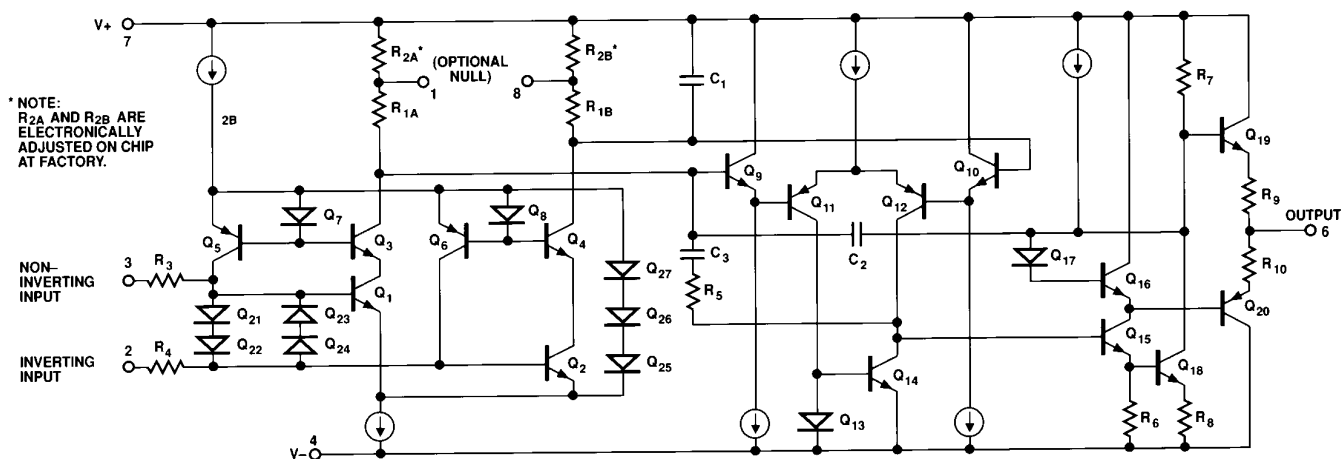 V+
7
R2A*
(OPTIONAL
NULL)
1
8
R2B*
R1A
R1B
C1
* NOTE:
R2A AND R2B ARE
ELECTRONICALLY
ADJUSTED ON CHIP
AT FACTORY.
2B
R7
Q19
Q9
Q10
Q11
Q12
R9
OUTPUT
6
Q7
Q8
Q5
Q3
Q6
Q4
NON–
INVERTING
INPUT
3
R3
Q1
C3
C2
Q17
Q16
R10
Q20
Q27
R5
Q21
Q23
Q26
Q15
Q22
Q24
INVERTING
INPUT
2
R4
Q2
Q25
Q14
Q18
Q13
R6
R8
V–
4